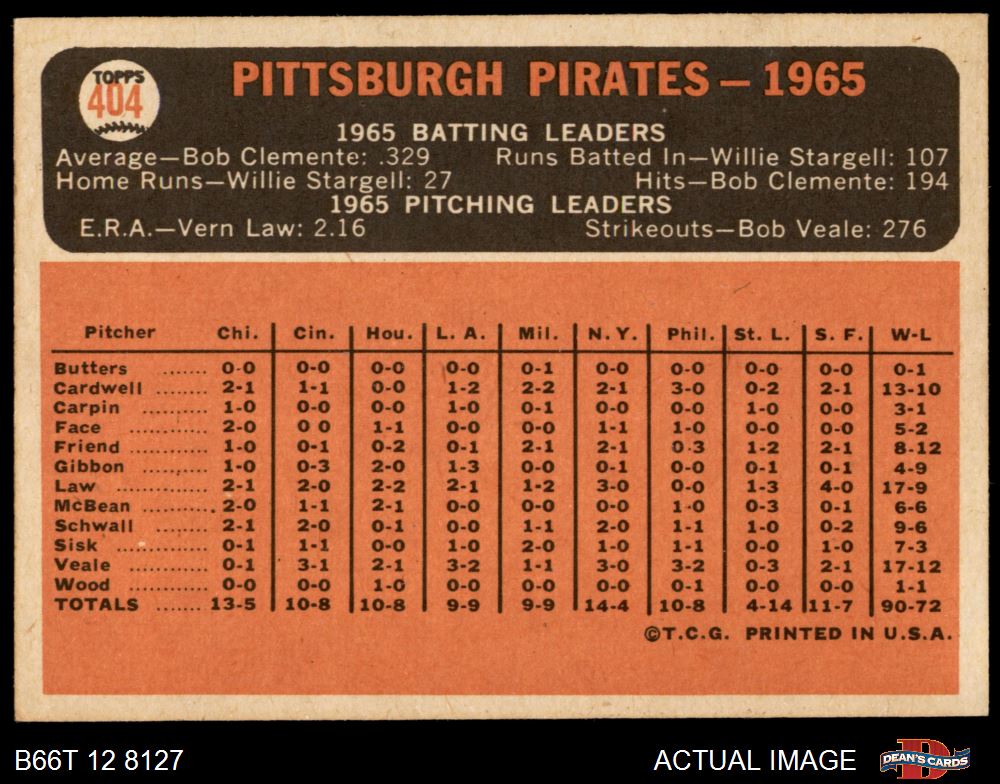 TOPPS
404
PITTSBURGH PIRATES — 1965
1965 BATTING LEADERS
Average—Bob Clemente: .329 Runs Batted In—Willie Stargell: 107
Home Runs—Willie Stargell: 27 Hits—Bob Clemente: 194
1965 PITCHING LEADERS
E.R.A.—Vern Law: 2.16 Strikeouts—Bob Veale: 276
Pitcher Chi. Cin. Hou. L. A. Mil. N. Y. Phil. St. L. S. F. W-L
Butters ....... 0-0 0-0 0-0 0-0 0-1 0-0 0-0 0-0 0-0 0-1
Cardwell ........ 2-1 1-1 0-0 1-2 2-2 2-1 3-0 0-2 2-1 13-10
Carpin .......... 1-0 0-0 0-0 1-0 0-1 0-0 0-0 1-0 0-0 3-1
Face ............ 2-0 0 0 1-1 0-0 0-0 1-1 1-0 0-0 0-0 5-2
Friend ........... 1-0 0-1 0-2 0-1 2-1 2-1 0-3 1-2 2-1 8-12
Gibbon .......... 1-0 0-3 2-0 1-3 0-0 0-1 0-0 0-1 0-1 4-9
Law .............. 2-1 2-0 2-2 2-1 1-2 3-0 0-0 1-3 4-0 17-9
McBean .......... 2-0 1-1 2-1 0-0 0-0 0-0 1-0 0-3 0-1 6-6
Schwall .......... 2-1 2-0 0-1 0-0 1-1 2-0 1-1 1-0 0-2 9-6
Sisk .............. 0-1 1-1 0-0 1-0 2-0 1-0 1-1 0-0 1-0 7-3
Veale ............ 0-1 3-1 2-1 3-2 1-1 3-0 3-2 0-3 2-1 17-12
Wood ............ 0-0 0-0 1-0 0-0 0-0 0-0 0-1 0-0 0-0 1-1
TOTALS ....... 13-5 10-8 10-8 9-9 9-9 14-4 10-8 4-14 11-7 90-72
©T.C.G. PRINTED IN U.S.A.
B66T 12 8127 ACTUAL IMAGE D DEAN'S CARDS